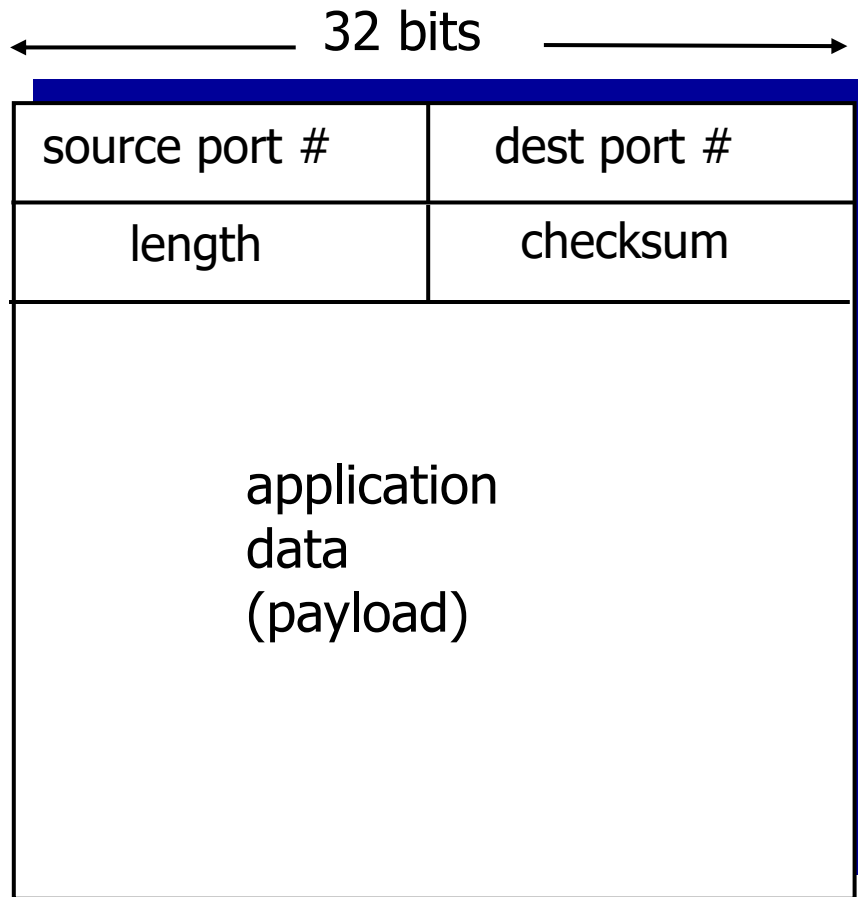 32 bits
source port #
dest port #
length
checksum
application
data
(payload)